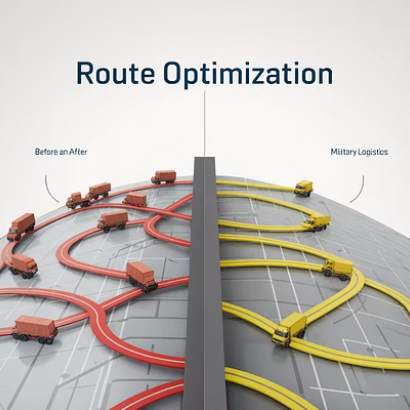 Route Optimization
Before an After
Military Logistics